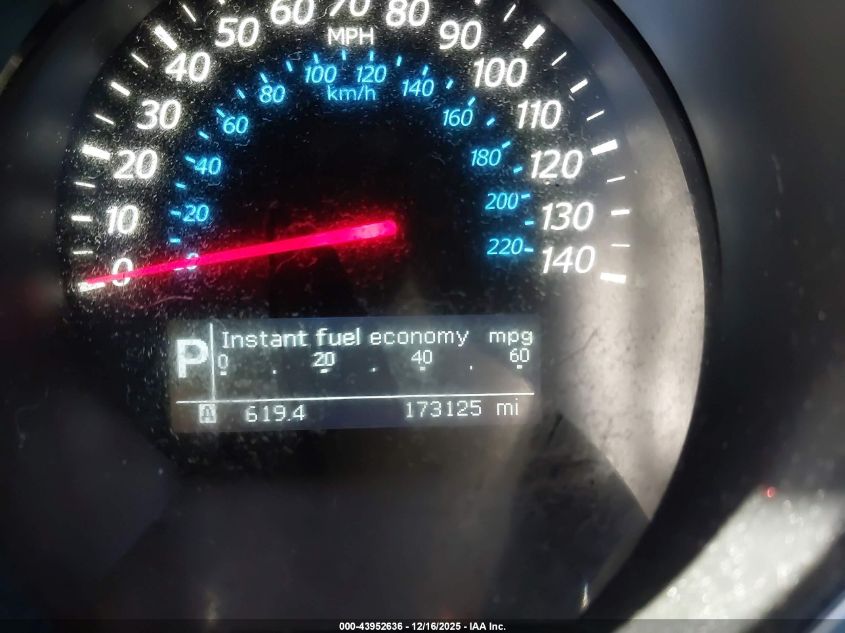 60 70 80
50 MPH 90
40 100 120 100
30 80 km/h 140 110
60 160
20 40 180 120
10 20 200 130
0 0 220 140
P Instant fuel economy mpg
0 20 40 60
A 619.4 173125 mi
000-43952636 - 12/16/2025 - IAA Inc.